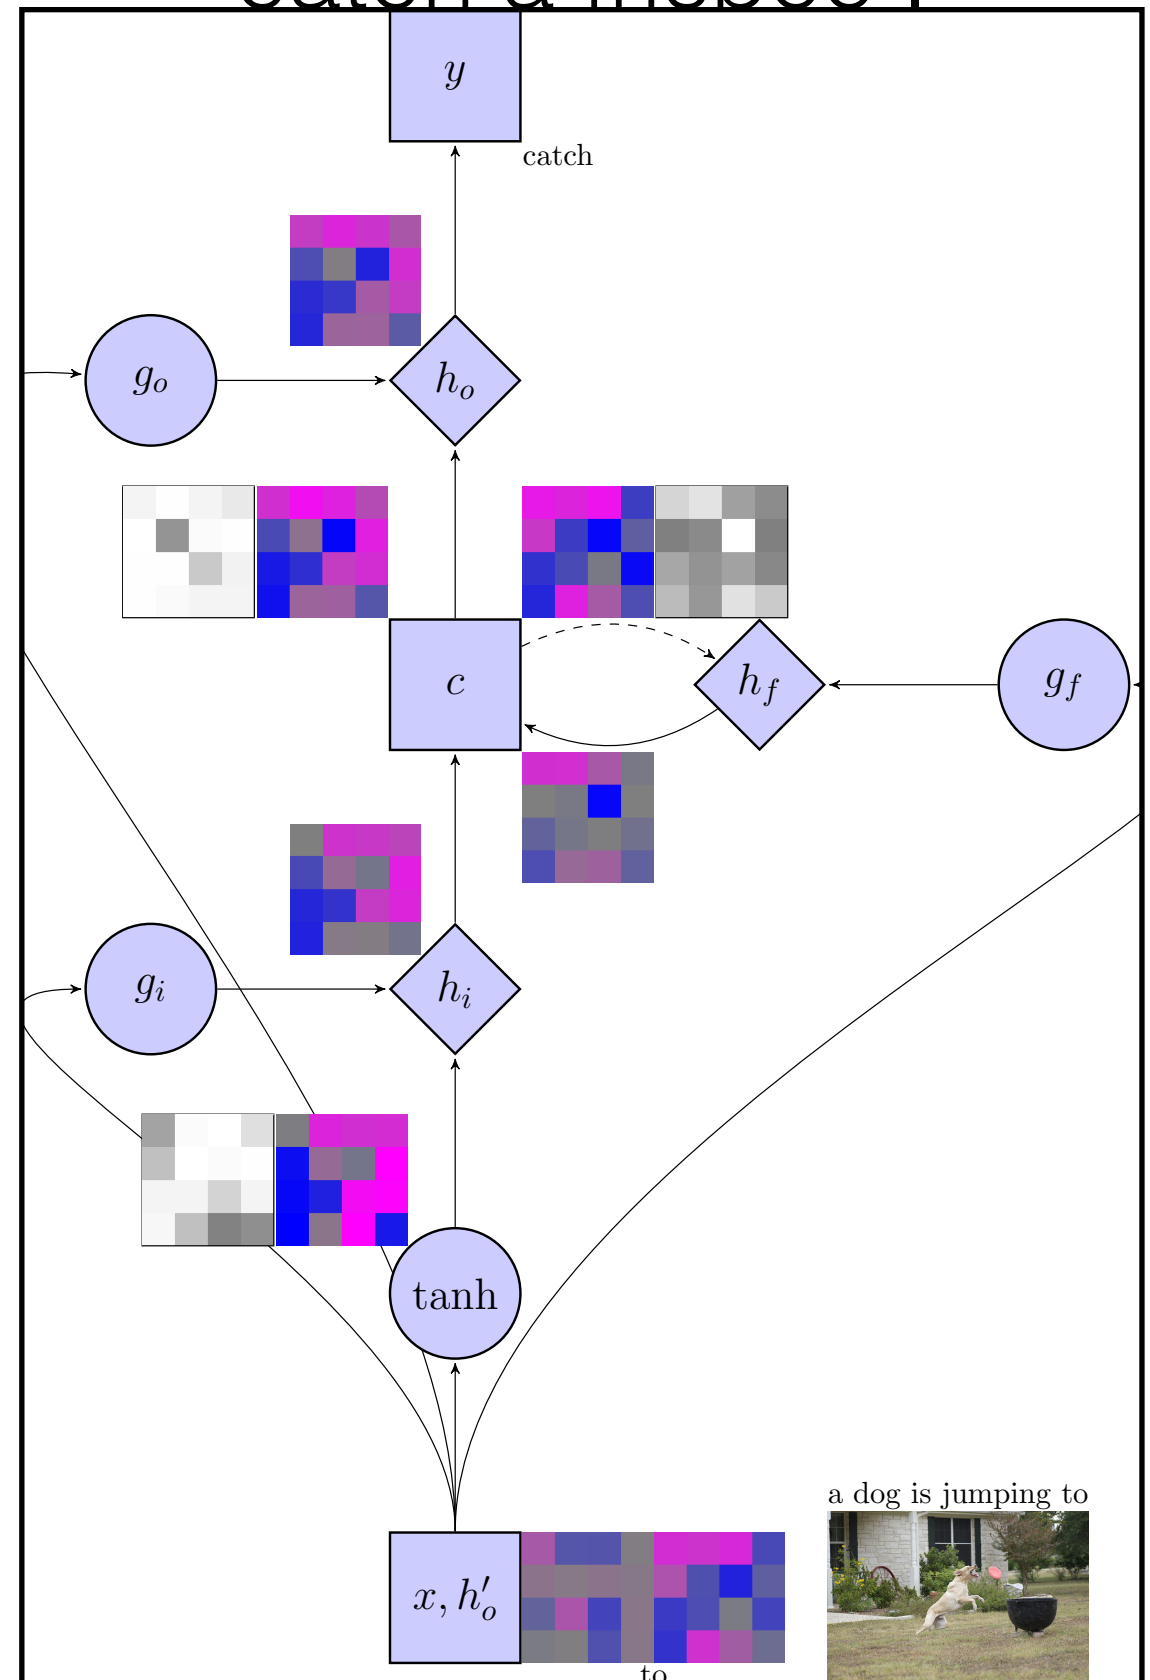 y
catch
g_o
h_o
c
h_f
g_f
g_i
h_i
tanh
a dog is jumping to
x, h'_o
to